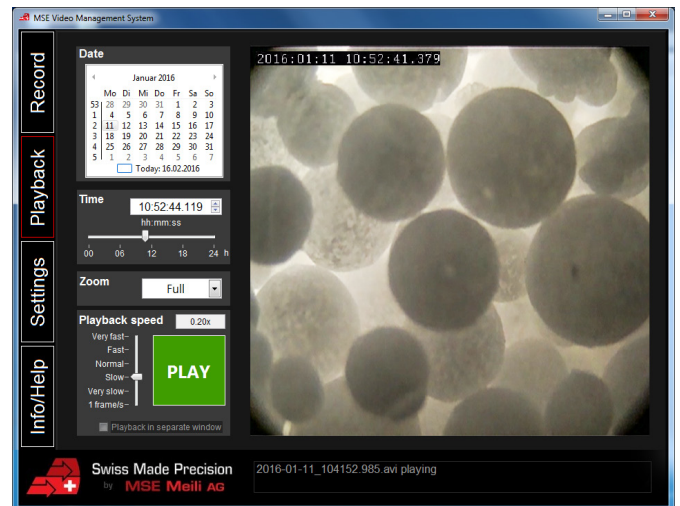 MSE Video Management System
Record
Playback
Settings
Info/Help
Date
Januar 2016
Mo Di Mi Do Fr Sa So
53 28 29 30 31 1 2 3
1 4 5 6 7 8 9 10
2 11 12 13 14 15 16 17
3 18 19 20 21 22 23 24
4 25 26 27 28 29 30 31
5 1 2 3 4 5 6 7
Today: 16.02.2016
Time
10:52:44.119
hh:mm:ss
00 06 12 18 24 h
Zoom
Full
Playback speed
0.20x
Very fast
Fast
Normal
Slow
Very slow
1 frame/s
PLAY
Playback in separate window
2016:01:11 10:52:41.379
Swiss Made Precision
by MSE Meili AG
2016-01-11_104152.985.avi playing